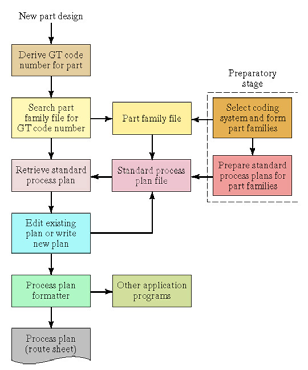 New part design
Derive GT code
number for part
Preparatory
stage
Search part
family file for
GT code number
Part family file
Select coding
system and form
part families
Retrieve standard
process plan
Standard process
plan file
Prepare standard
process plans for
part families
Edit existing
plan or write
new plan
Process plan
formatter
Other application
programs
Process plan
(route sheet)